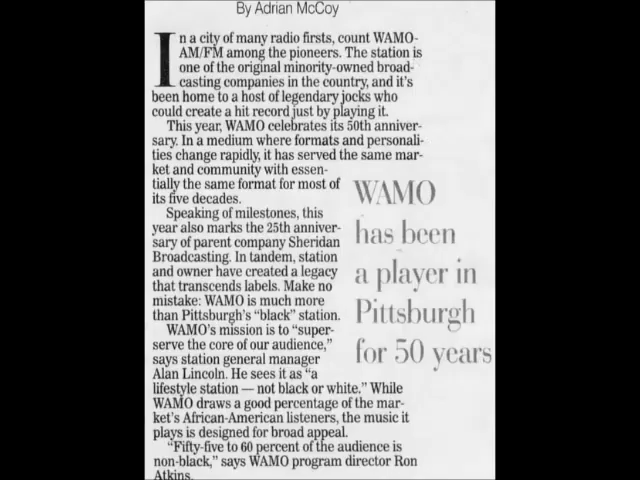 By Adrian McCoy
In a city of many radio firsts, count WAMO-
AM/FM among the pioneers. The station is
one of the original minority-owned broad-
casting companies in the country, and it's
been home to a host of legendary jocks who
could create a hit record just by playing it.
This year, WAMO celebrates its 50th anniver-
sary. In a medium where formats and personali-
ties change rapidly, it has served the same mar-
ket and community with essen-
tially the same format for most of
its five decades.
Speaking of milestones, this
year also marks the 25th anniver-
sary of parent company Sheridan
Broadcasting. In tandem, station
and owner have created a legacy
that transcends labels. Make no
mistake: WAMO is much more
than Pittsburgh's "black" station.
WAMO's mission is to "super-
serve the core of our audience,"
says station general manager
Alan Lincoln. He sees it as "a
lifestyle station — not black or white." While
WAMO draws a good percentage of the mar-
ket's African-American listeners, the music it
plays is designed for broad appeal.
"Fifty-five to 60 percent of the audience is
non-black," says WAMO program director Ron
Atkins.
WAMO
has been
a player in
Pittsburgh
for 50 years